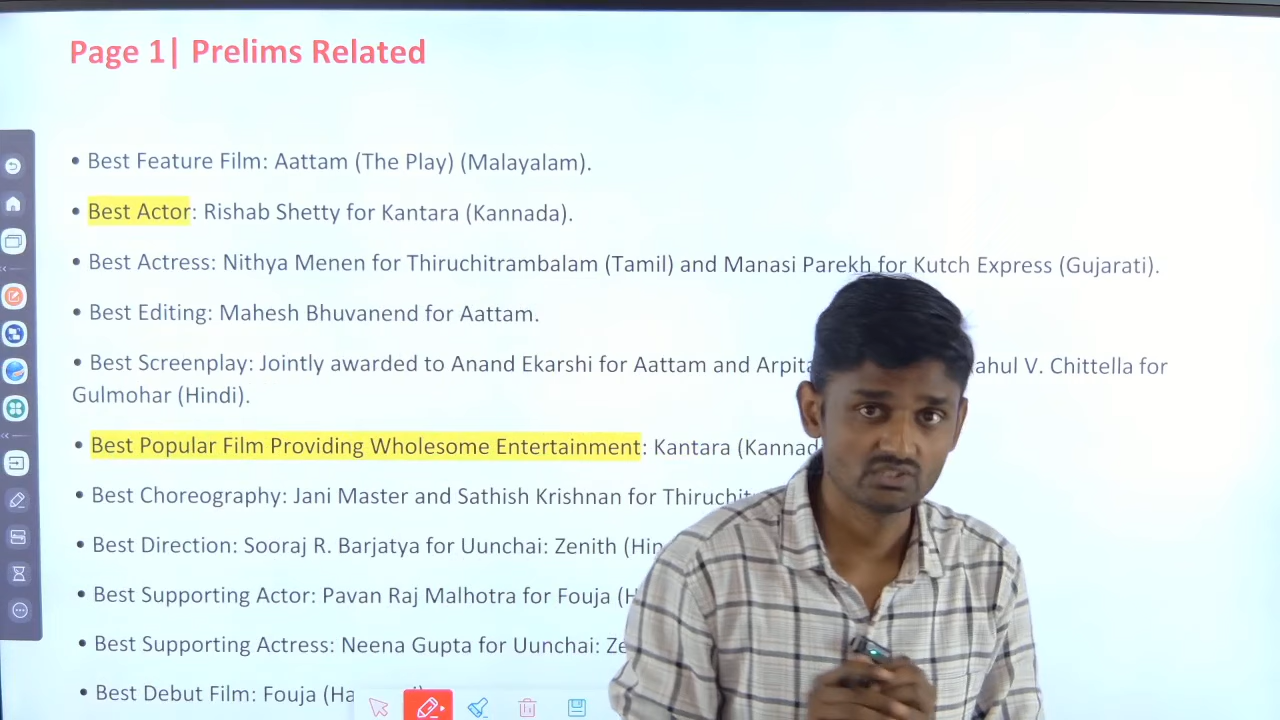 Page 1| Prelims Related
• Best Feature Film: Aattam (The Play) (Malayalam).
• Best Actor: Rishab Shetty for Kantara (Kannada).
• Best Actress: Nithya Menen for Thiruchitrambalam (Tamil) and Manasi Parekh for Kutch Express (Gujarati).
• Best Editing: Mahesh Bhuvanend for Aattam.
• Best Screenplay: Jointly awarded to Anand Ekarshi for Aattam and Arpita ahul V. Chittella for
Gulmohar (Hindi).
• Best Popular Film Providing Wholesome Entertainment: Kantara (Kannad
• Best Choreography: Jani Master and Sathish Krishnan for Thiruchit
• Best Direction: Sooraj R. Barjatya for Uunchai: Zenith (Hin
• Best Supporting Actor: Pavan Raj Malhotra for Fouja (H
• Best Supporting Actress: Neena Gupta for Uunchai: Ze
• Best Debut Film: Fouja (Ha